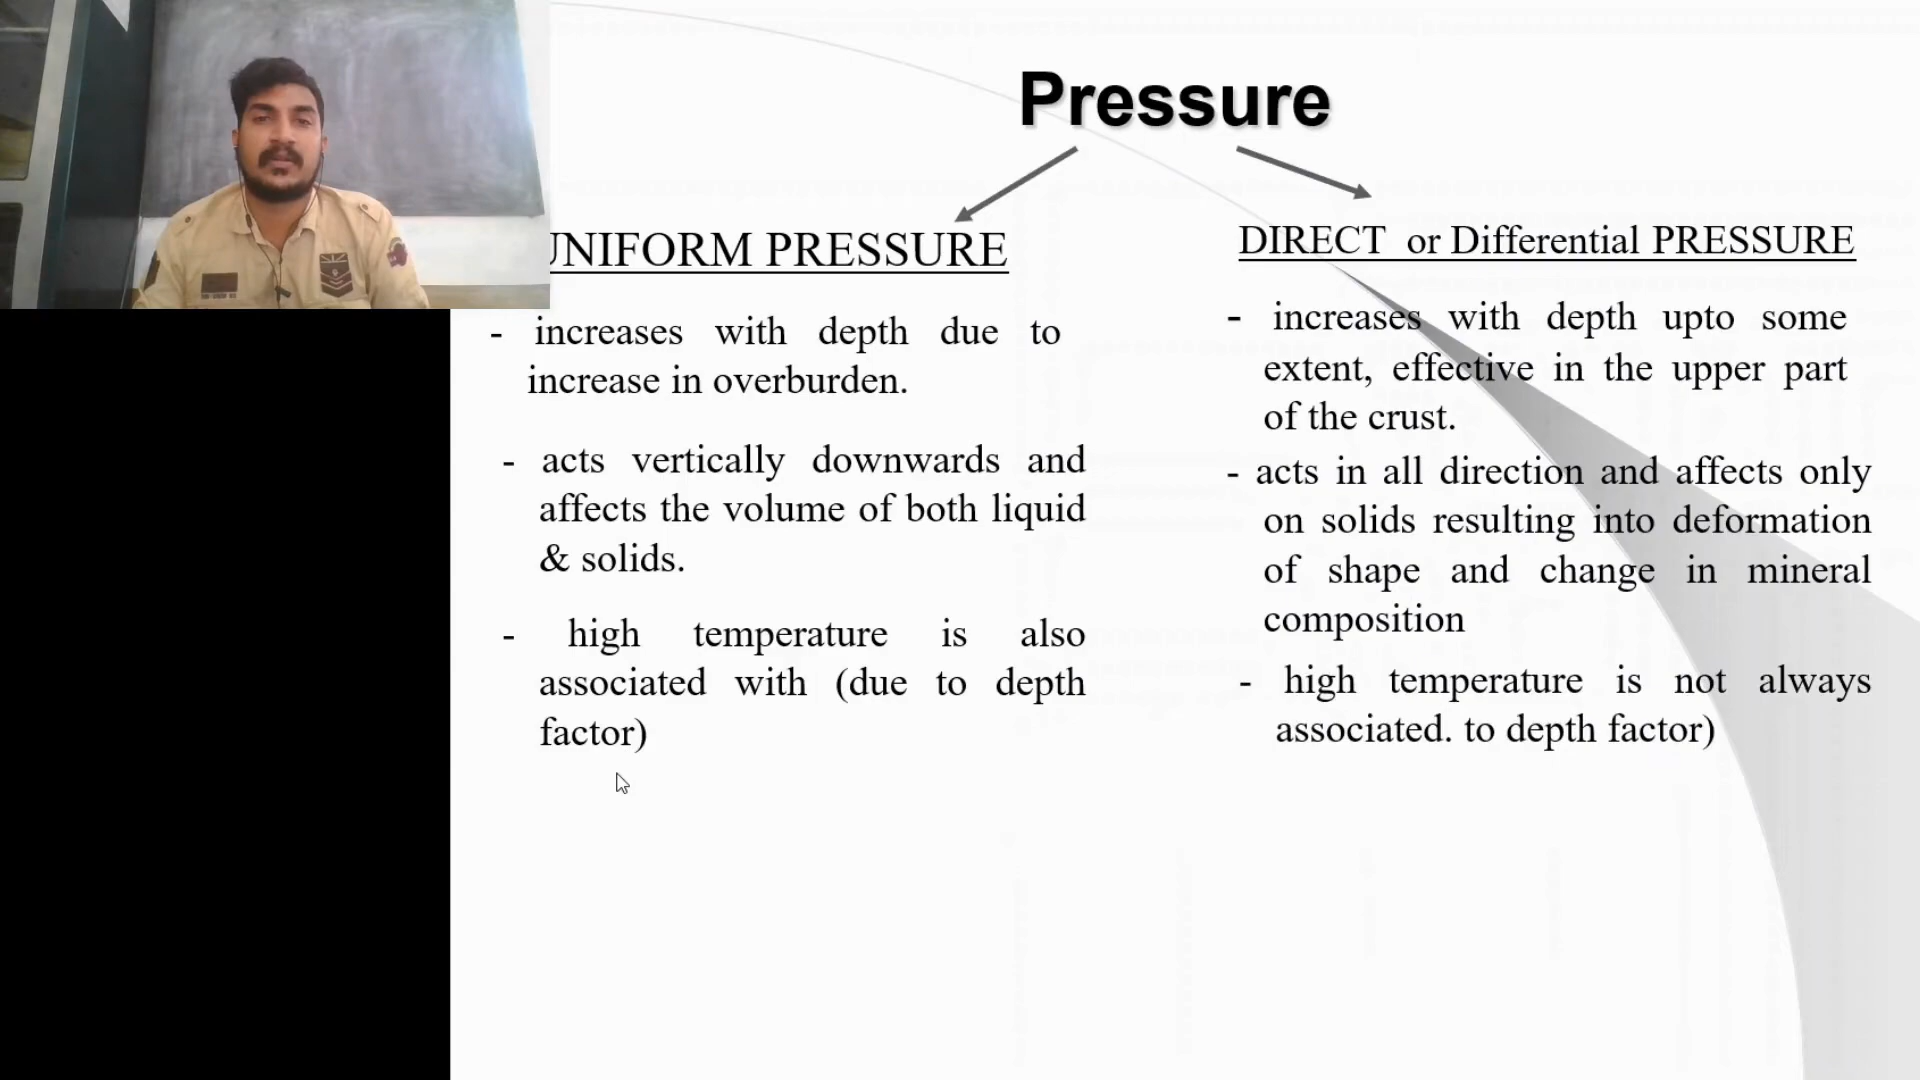 Pressure
UNIFORM PRESSURE
- increases with depth due to
increase in overburden.
- acts vertically downwards and
affects the volume of both liquid
& solids.
- high temperature is also
associated with (due to depth
factor)
DIRECT or Differential PRESSURE
- increases with depth upto some
extent, effective in the upper part
of the crust.
- acts in all direction and affects only
on solids resulting into deformation
of shape and change in mineral
composition
- high temperature is not always
associated. to depth factor)